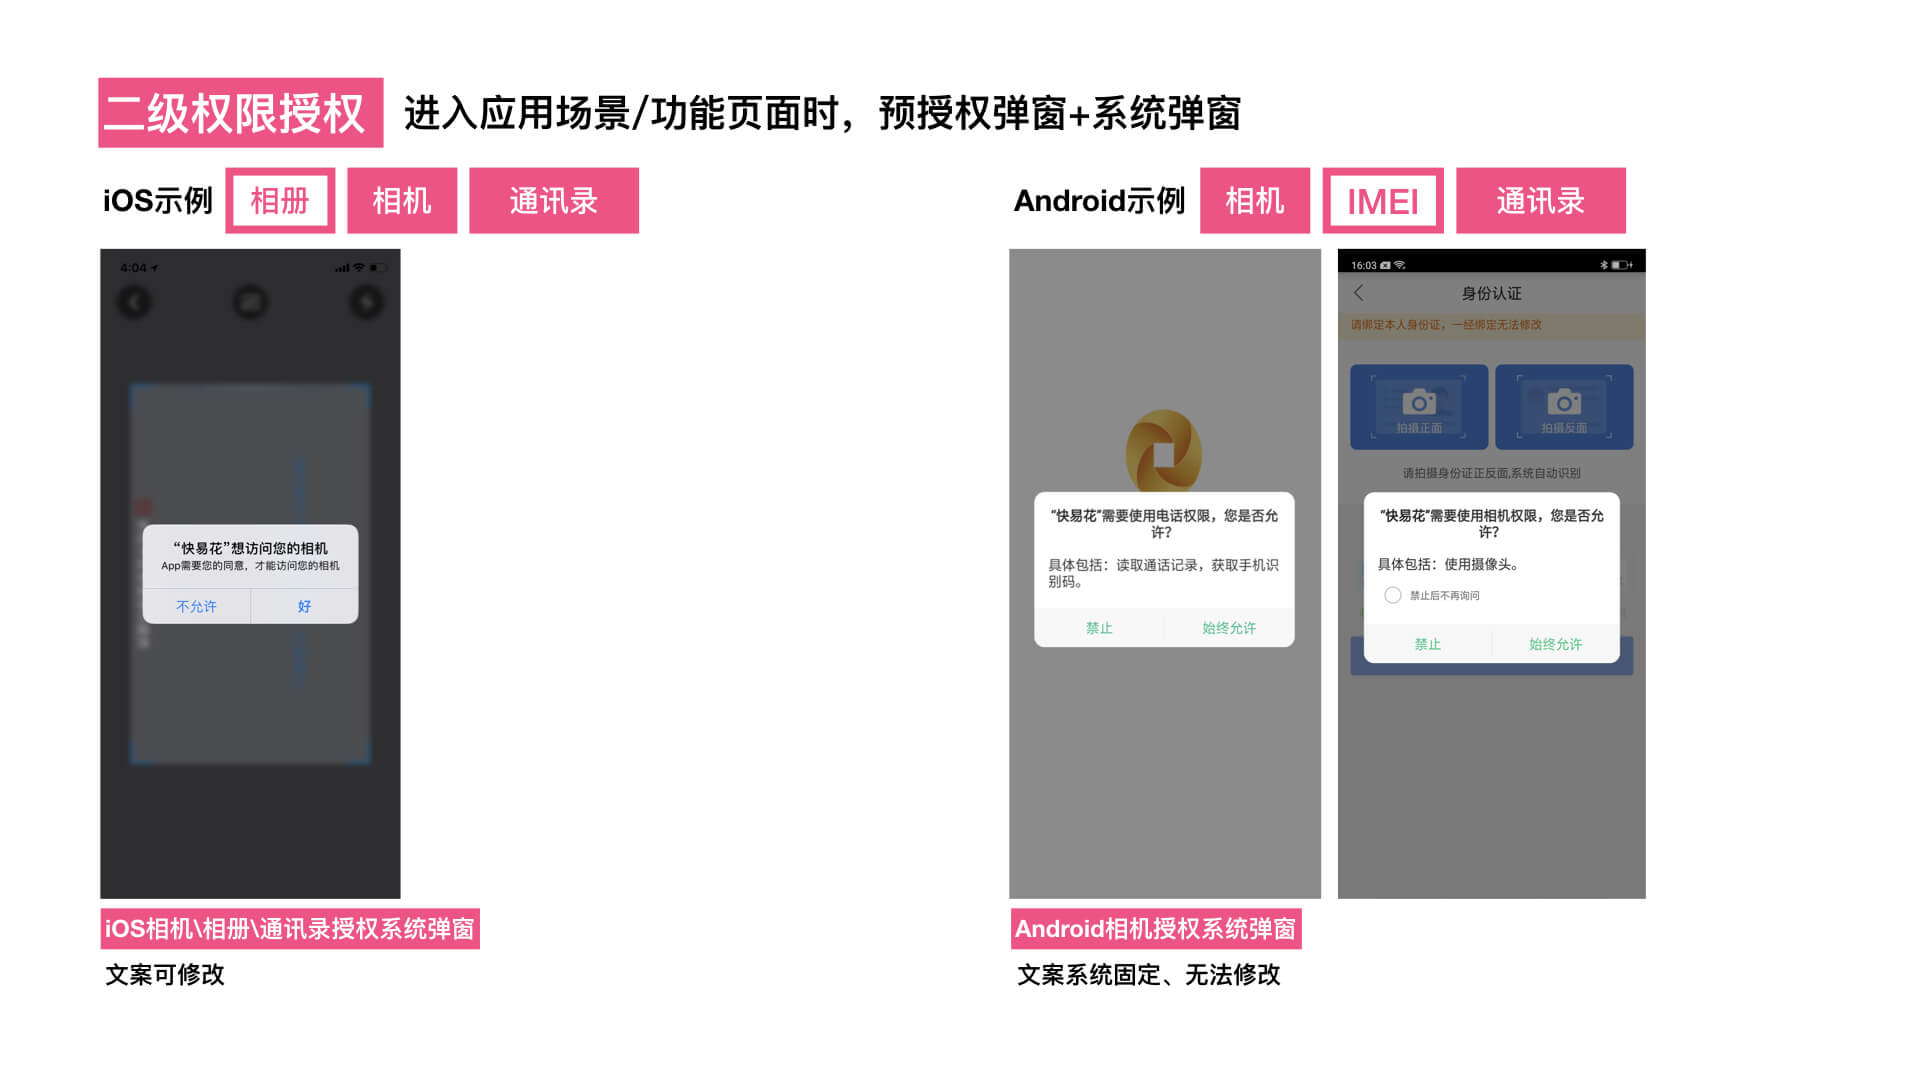 二级权限授权
进入应用场景/功能页面时，预授权弹窗+系统弹窗
iOS示例
相册
相机
通讯录
4:04
“快易花”想访问您的相机
App需要您的同意，才能访问您的相机
不允许
好
iOS相机\相册\通讯录授权系统弹窗
文案可修改
Android示例
相机
IMEI
通讯录
“快易花”需要使用电话权限，您是否允
许？
具体包括：读取通话记录，获取手机识
别码。
禁止
始终允许
16:03
身份认证
请绑定本人身份证，一经绑定无法修改
拍摄正面
拍摄反面
请拍摄身份证正反面,系统自动识别
“快易花”需要使用相机权限，您是否允
许？
具体包括：使用摄像头。
禁止后不再询问
禁止
始终允许
Android相机授权系统弹窗
文案系统固定、无法修改